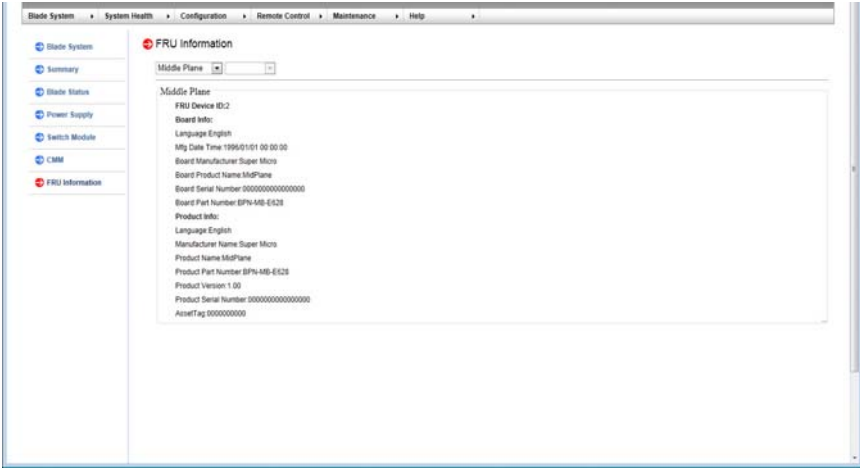 Blade System System Health Configuration Remote Control Maintenance Help
Blade System
Summary
Blade Status
Power Supply
Switch Module
CMM
FRU Information
FRU Information
Middle Plane
Middle Plane
FRU Device ID:2
Board Info:
Language:English
Mfg Date Time:1996/01/01 00:00:00
Board Manufacturer:Super Micro
Board Product Name:MidPlane
Board Serial Number:0000000000000000
Board Part Number:BPN-MB-E628
Product Info:
Language:English
Manufacturer Name:Super Micro
Product Name:MidPlane
Product Part Number:BPN-MB-E628
Product Version:1.00
Product Serial Number:0000000000000000
AssetTag:0000000000